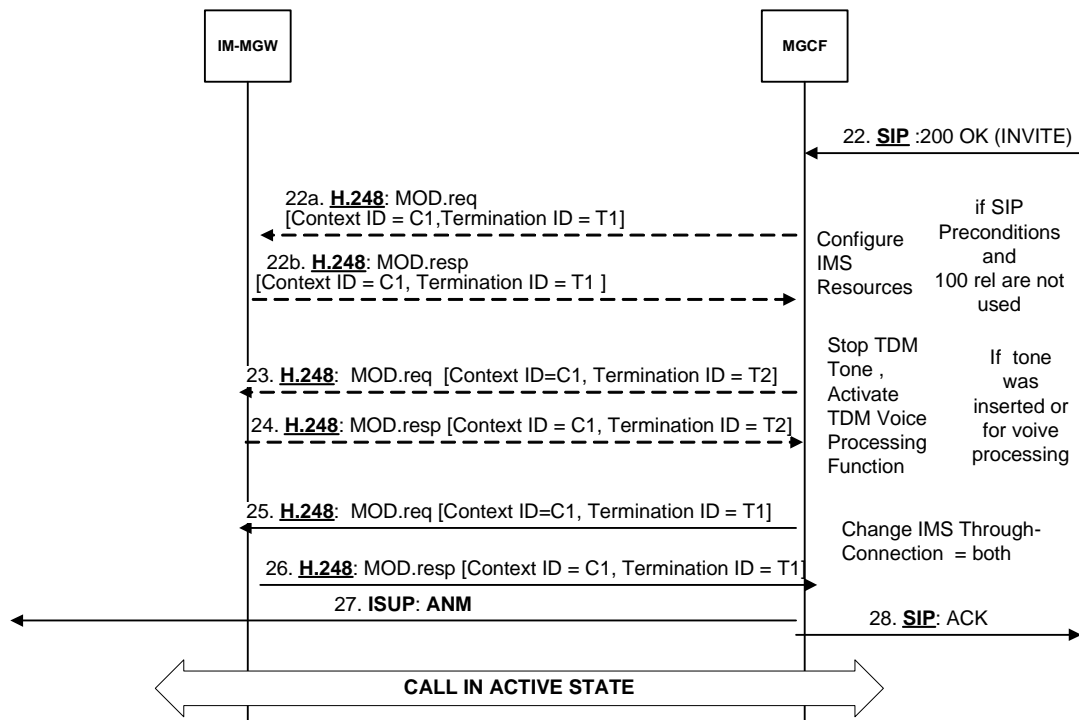 IM-MGW
MGCF
22. SIP :200 OK (INVITE)
22a. H.248: MOD.req
[Context ID = C1,Termination ID = T1]
22b. H.248: MOD.resp
[Context ID = C1, Termination ID = T1 ]
Configure
IMS
Resources
if SIP
Preconditions
and
100 rel are not
used
23. H.248:  MOD.req  [Context ID=C1, Termination ID = T2]
24. H.248: MOD.resp [Context ID = C1, Termination ID = T2]
Stop TDM
Tone ,
Activate
TDM Voice
Processing
Function
If  tone
was
inserted or
for voive
processing
25. H.248:  MOD.req [Context ID=C1, Termination ID = T1]
26. H.248: MOD.resp [Context ID = C1, Termination ID = T1]
Change IMS Through-
Connection  = both
27. ISUP: ANM
28. SIP: ACK
CALL IN ACTIVE STATE